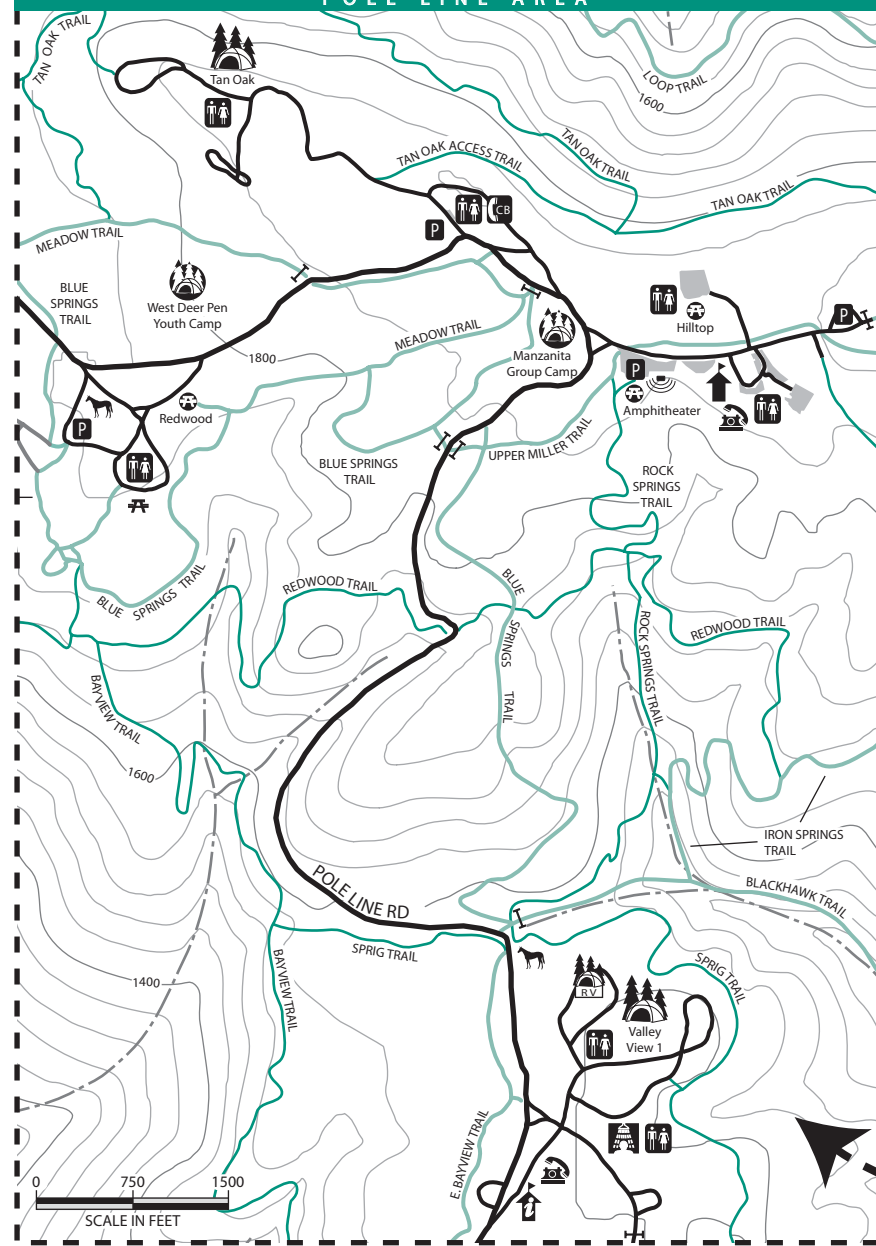 POLE LINE AREA
TAN OAK TRAIL
Tan Oak
LOOP TRAIL
1600
TAN OAK ACCESS TRAIL
TAN OAK TRAIL
TAN OAK TRAIL
CB
P
MEADOW TRAIL
BLUE
SPRINGS
TRAIL
West Deer Pen
Youth Camp
Hilltop
P
1800
MEADOW TRAIL
Manzanita
Group Camp
P
Amphitheater
Redwood
P
UPPER MILLER TRAIL
BLUE SPRINGS
TRAIL
ROCK
SPRINGS
TRAIL
BLUE SPRINGS TRAIL
REDWOOD TRAIL
BLUE SPRINGS TRAIL
ROCK SPRINGS TRAIL
REDWOOD TRAIL
BAYVIEW TRAIL
1600
IRON SPRINGS
TRAIL
POLE LINE RD
BLACKHAWK TRAIL
SPRIG TRAIL
BAYVIEW TRAIL
SPRIG TRAIL
1400
RV
Valley
View 1
E. BAYVIEW TRAIL
i
0 750 1500
SCALE IN FEET